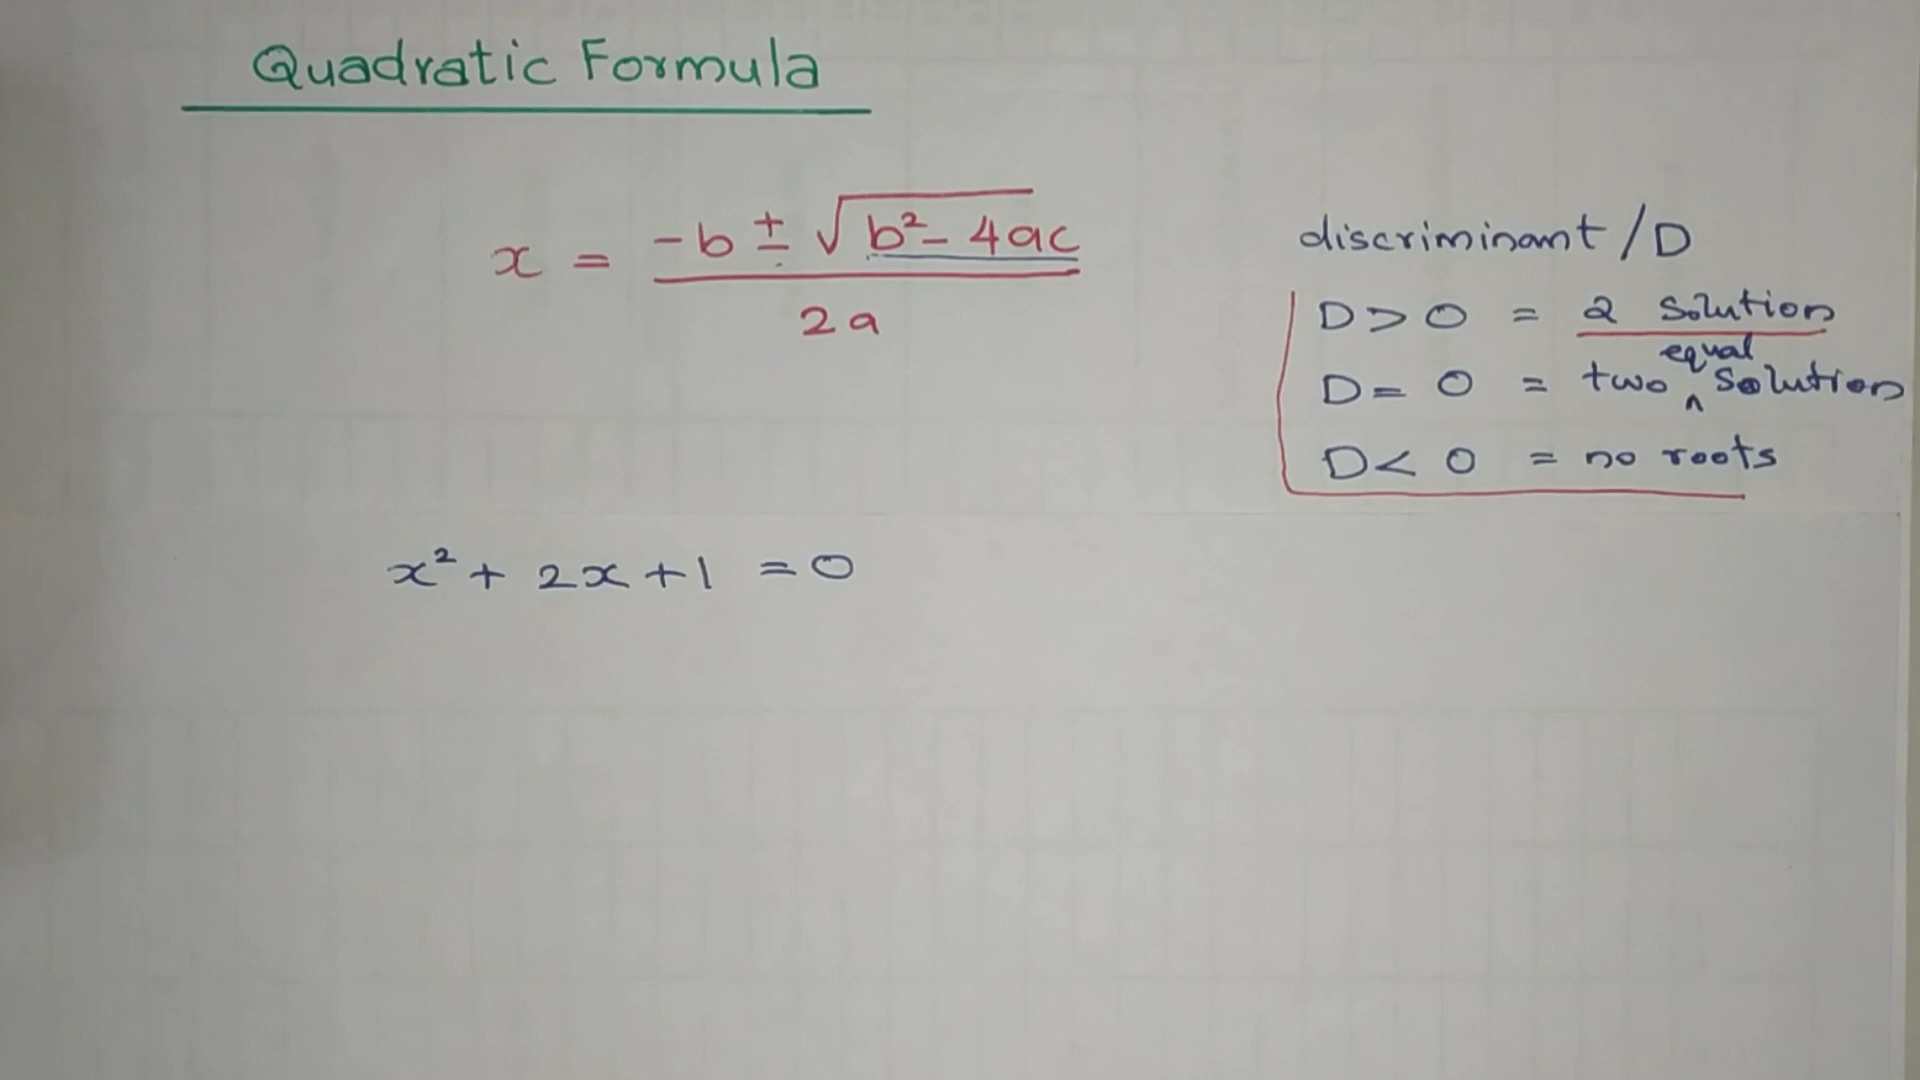 Quadratic Formula
x = -b ± √b² - 4ac / 2a
discriminant / D
D > 0 = 2 solution
D = 0 = two equal solution
D < 0 = no roots
x² + 2x + 1 = 0